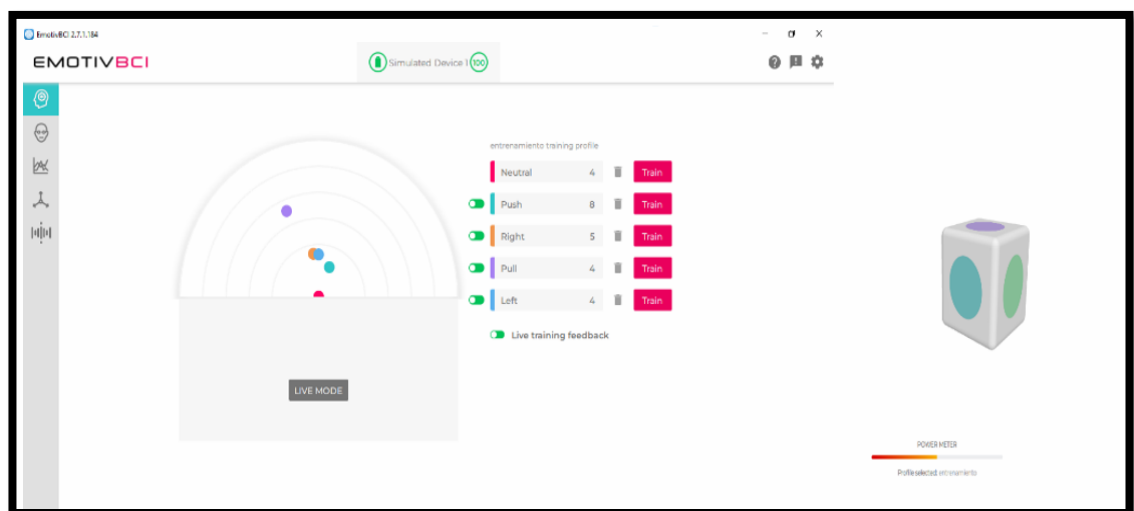 EmotivBCI 2.7.1.184
EMOTIVBCI
Simulated Device 1 100
entrenamiento training profile
Neutral 4 Train
Push 8 Train
Right 5 Train
Pull 4 Train
Left 4 Train
Live training feedback
LIVE MODE
POWER METER
Profile selected: entrenamiento